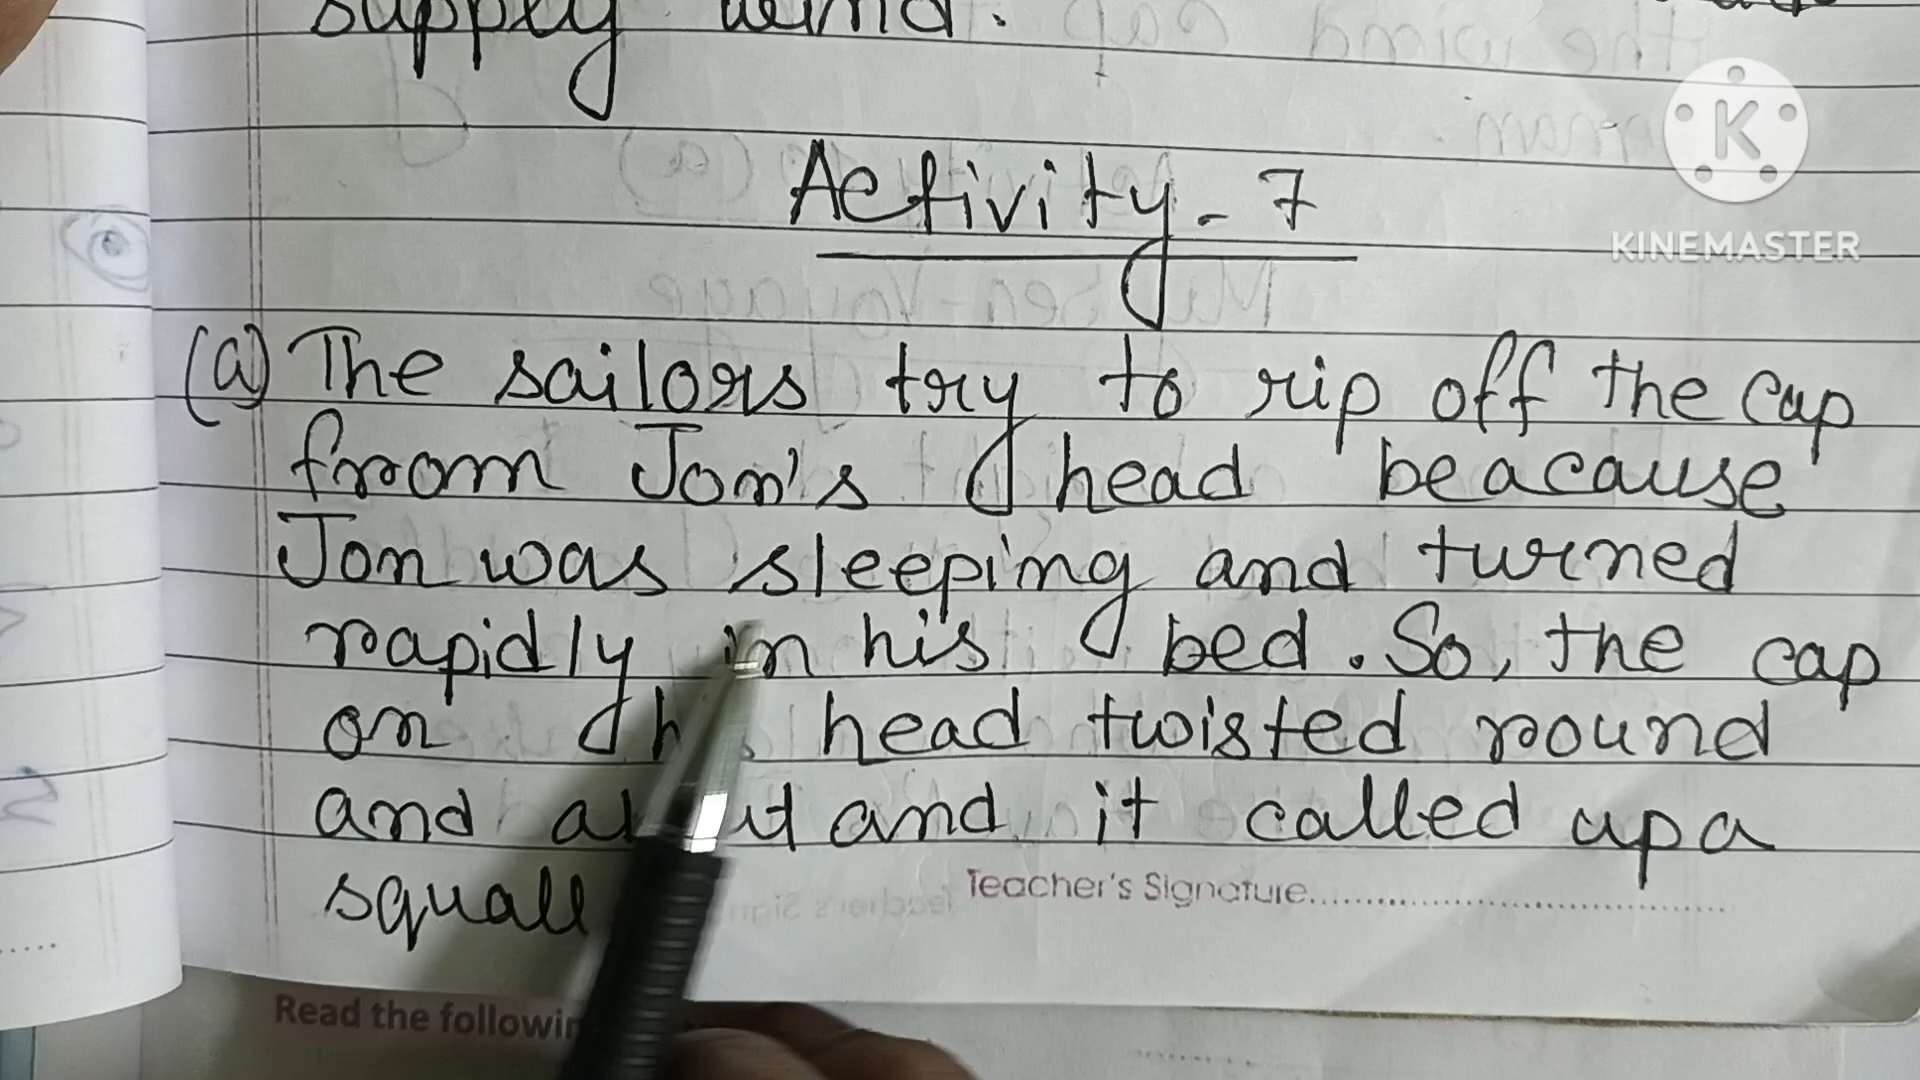 supply wind.
Activity - 7
KINEMASTER
(a) The sailors try to rip off the cap
from Jon's head beacause
Jon was sleeping and turned
rapidly in his bed. So, the cap
on head twisted round
and and it called up a
squall
Teacher's Signature
Read the